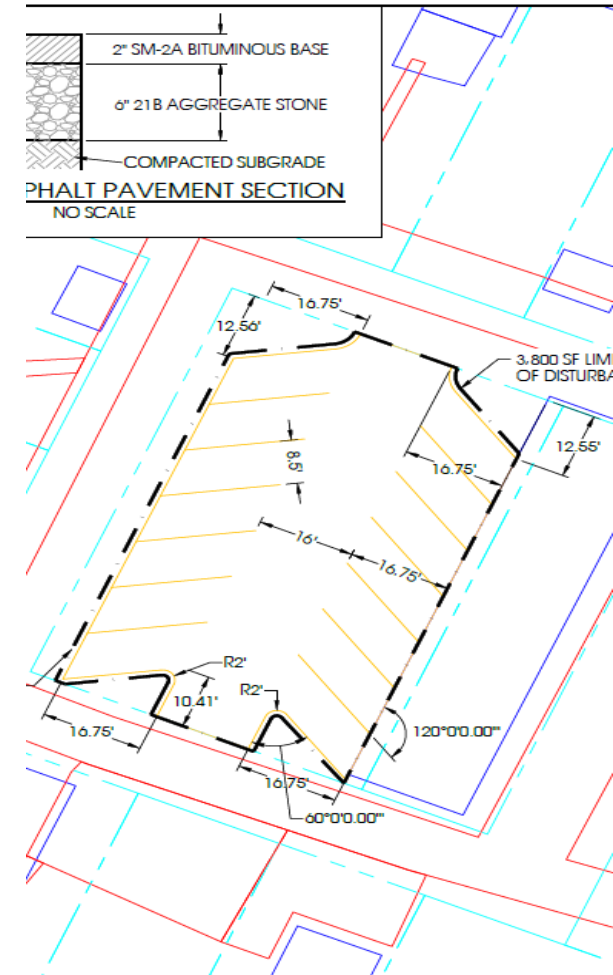 2" SM-2A BITUMINOUS BASE
6" 21B AGGREGATE STONE
COMPACTED SUBGRADE
PHALT PAVEMENT SECTION
NO SCALE
16.75'
12.56'
3,800 SF LIM
OF DISTURBA
12.55'
16.75'
8.5'
16'
16.75'
R2'
R2'
10.41'
120°0'0.00"
16.75'
16.75'
60°0'0.00"